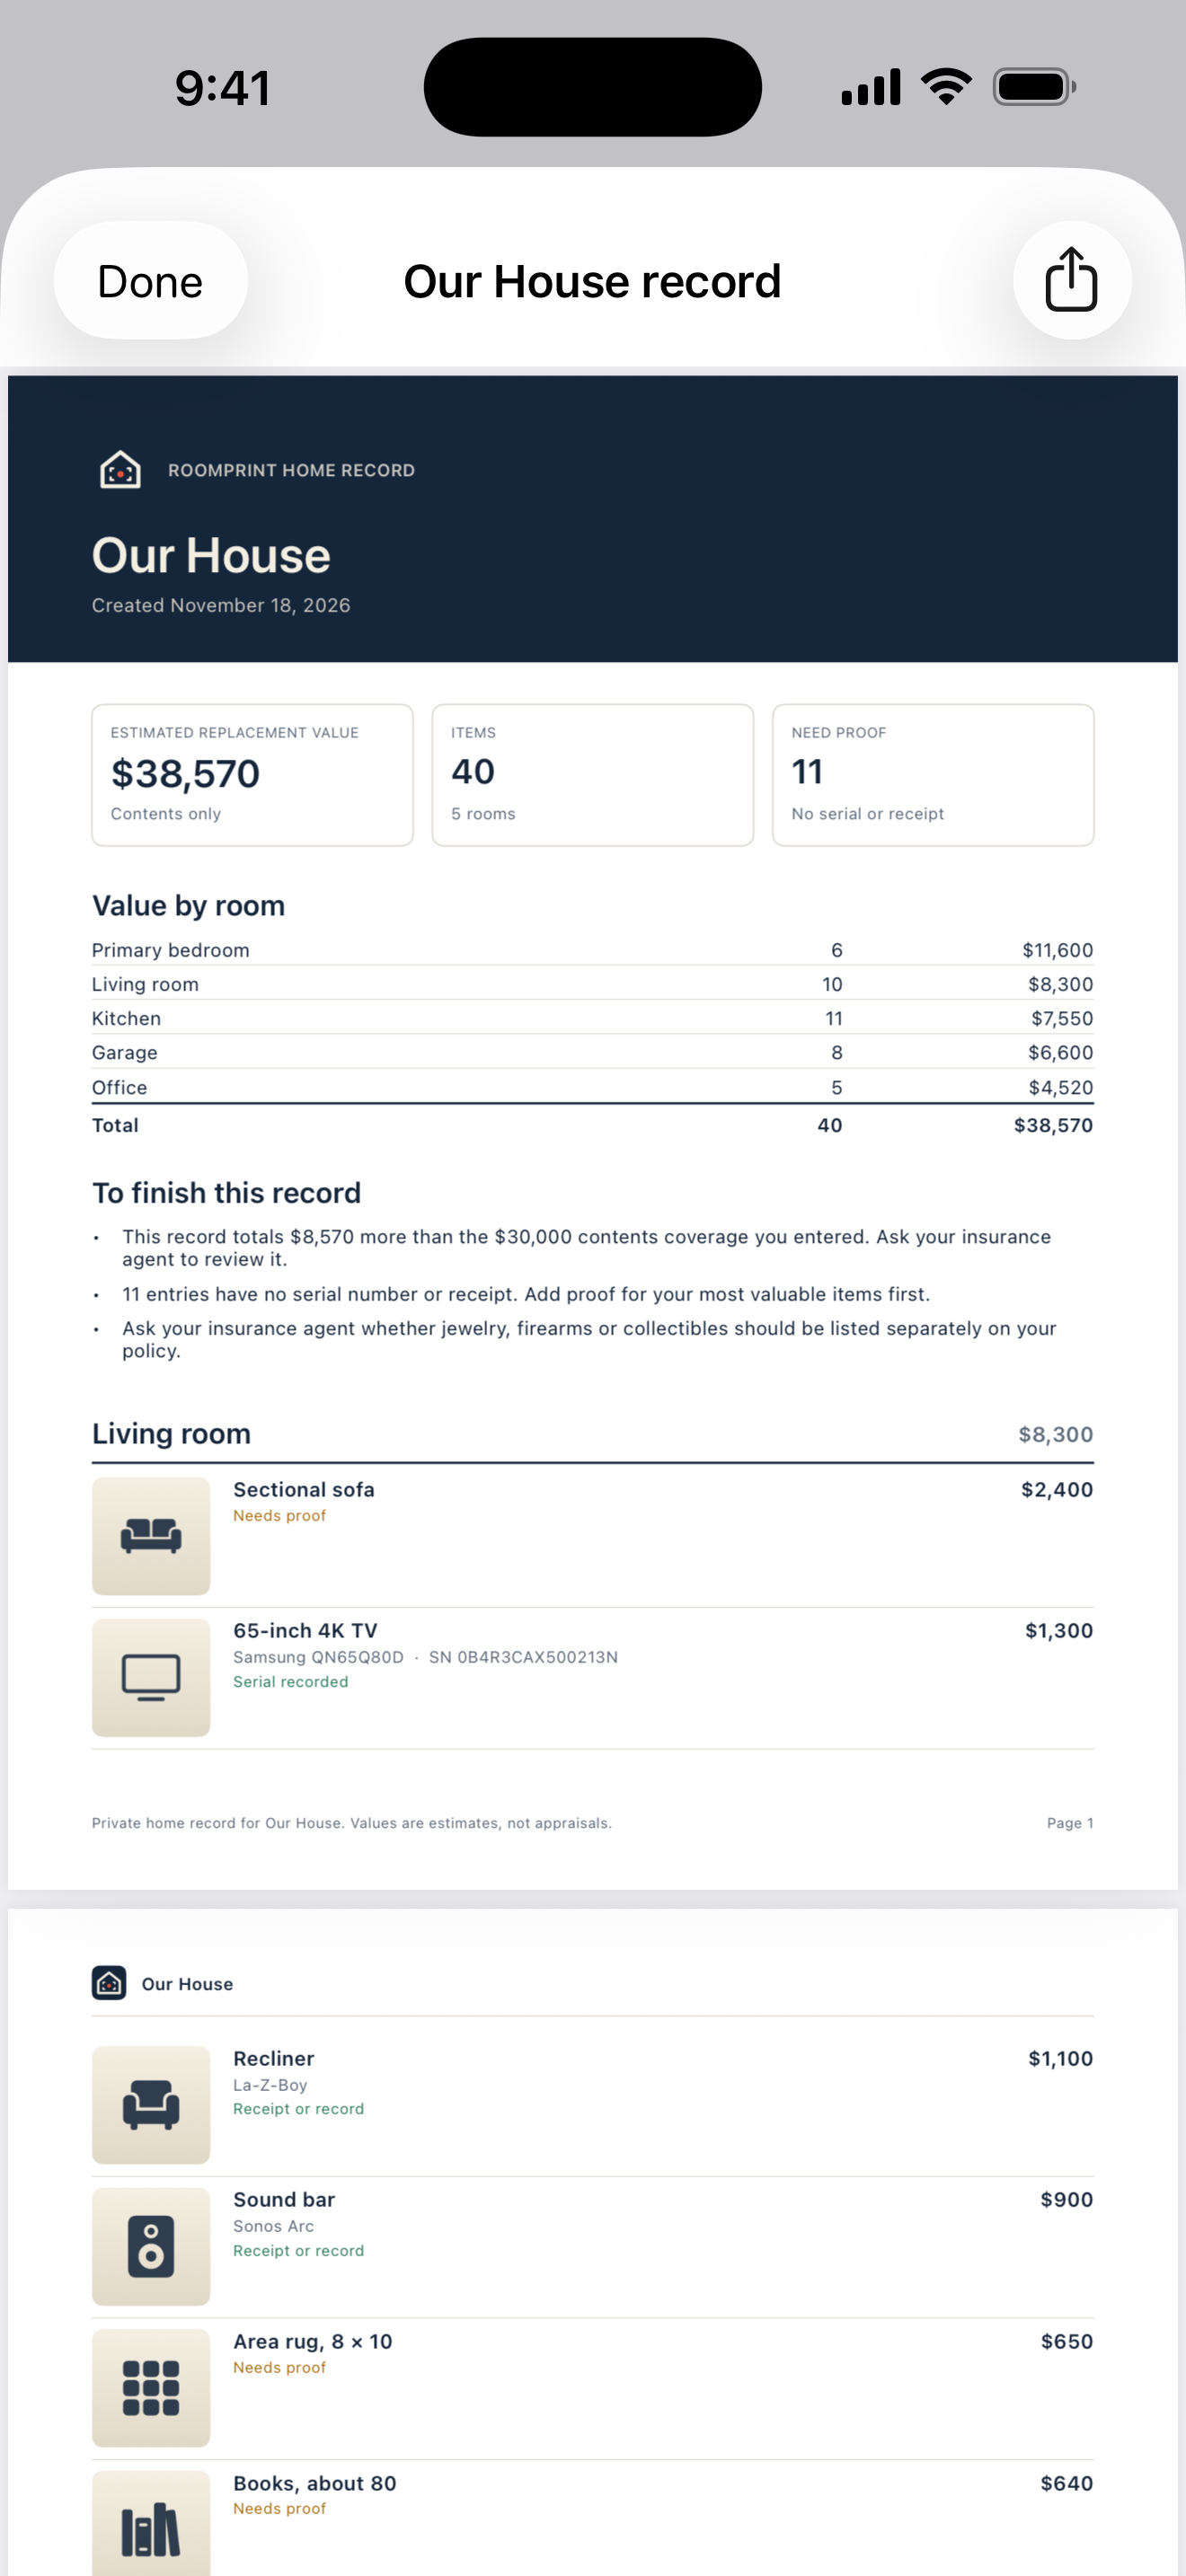 9:41
Done
Our House record
ROOMPRINT HOME RECORD
Our House
Created November 18, 2026
ESTIMATED REPLACEMENT VALUE
$38,570
Contents only
ITEMS
40
5 rooms
NEED PROOF
11
No serial or receipt
Value by room
Primary bedroom 6 $11,600
Living room 10 $8,300
Kitchen 11 $7,550
Garage 8 $6,600
Office 5 $4,520
Total 40 $38,570
To finish this record
• This record totals $8,570 more than the $30,000 contents coverage you entered. Ask your insurance
agent to review it.
• 11 entries have no serial number or receipt. Add proof for your most valuable items first.
• Ask your insurance agent whether jewelry, firearms or collectibles should be listed separately on your
policy.
Living room $8,300
Sectional sofa $2,400
Needs proof
65-inch 4K TV $1,300
Samsung QN65Q80D · SN 0B4R3CAX500213N
Serial recorded
Private home record for Our House. Values are estimates, not appraisals. Page 1
Our House
Recliner $1,100
La-Z-Boy
Receipt or record
Sound bar $900
Sonos Arc
Receipt or record
Area rug, 8 × 10 $650
Needs proof
Books, about 80 $640
Needs proof